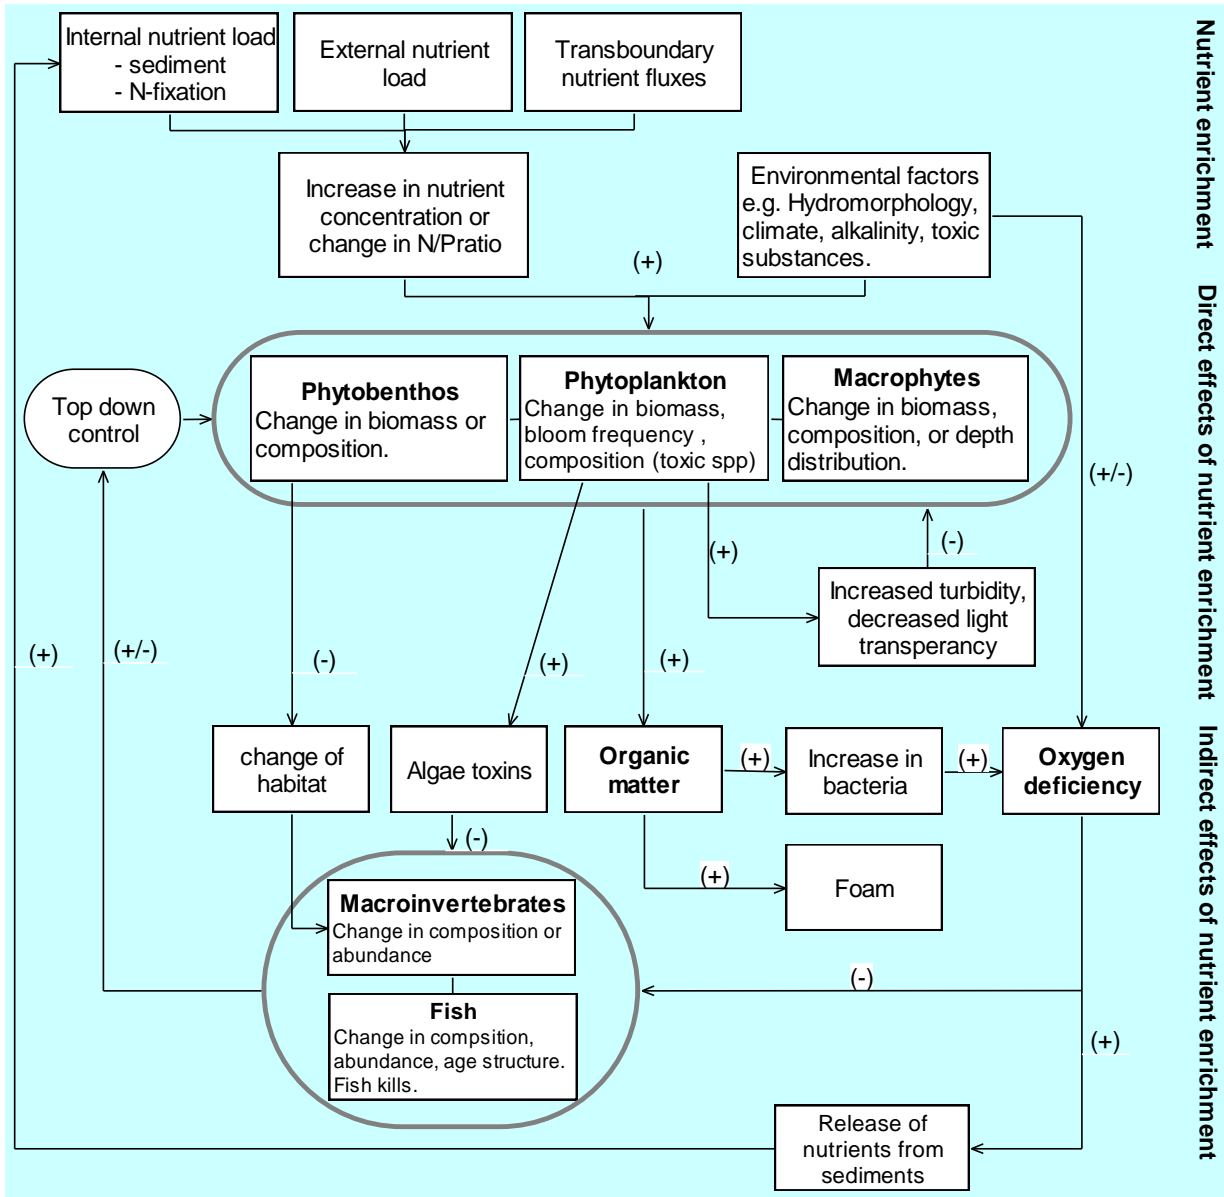 Internal nutrient load
- sediment
- N-fixation
External nutrient
load
Transboundary
nutrient fluxes
Increase in nutrient
concentration or
change in N/Pratio
Environmental factors
e.g. Hydromorphology,
climate, alkalinity, toxic
substances.
(+)
Nutrient enrichment
Top down
control
Phytobenthos
Change in biomass or
composition.
Phytoplankton
Change in biomass,
bloom frequency ,
composition (toxic spp)
Macrophytes
Change in biomass,
composition, or depth
distribution.
(+/-)
(+)
(-)
Increased turbidity,
decreased light
transperancy
Direct effects of nutrient enrichment
(+)
(+/-)
(-)
(+)
(+)
change of
habitat
Algae toxins
Organic
matter
(+)
Increase in
bacteria
(+)
Oxygen
deficiency
(-)
(+)
Foam
Macroinvertebrates
Change in composition or
abundance
(-)
Fish
Change in compsition,
abundance, age structure.
Fish kills.
(+)
Release of
nutrients from
sediments
Indirect effects of nutrient enrichment